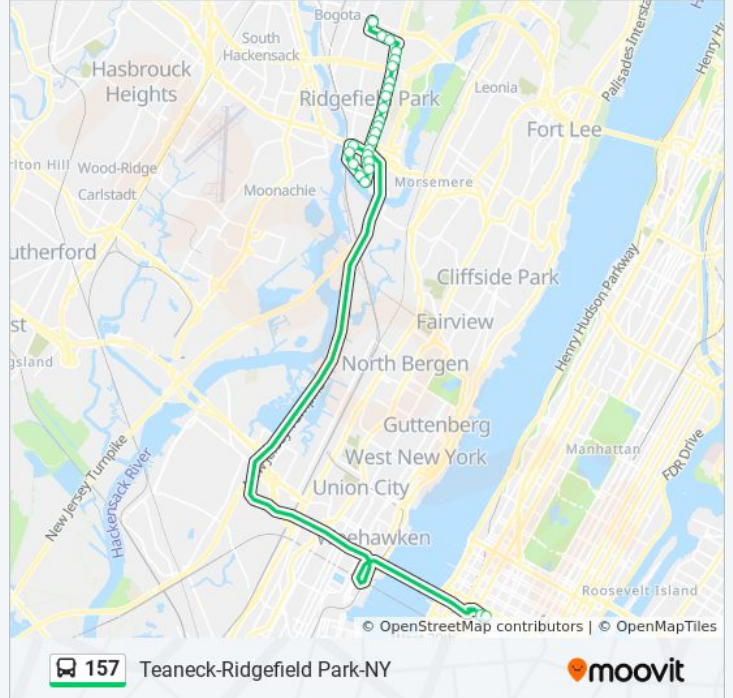 Bogota
South
Hackensack
Hasbrouck
Heights
Palisades Intersta
Henry Hu
Leonia
Ridgefield Park
Fort Lee
rlton Hill
Wood-Ridge
Carlstadt
Moonachie
Morsemere
utherford
Cliffside Park
Henry Hudson Parkway
st
Fairview
gsland
North Bergen
Guttenberg
West New York
Union City
Manhattan
FDR Drive
New Jersey Turnpike
Hackensack River
Roosevelt Island
© OpenStreetMap contributors | © OpenMapTiles
157 Teaneck-Ridgefield Park-NY
moovit